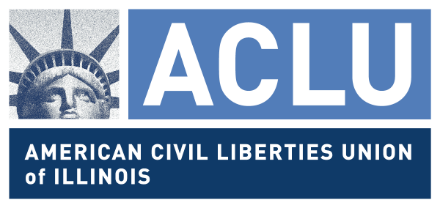 ACLU
AMERICAN CIVIL LIBERTIES UNION
of ILLINOIS